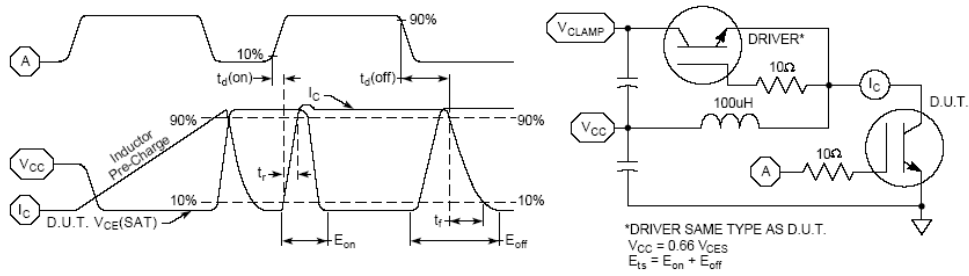 A
90%
10%
td(on)
td(off)
IC
90%
90%
Inductor
Pre-Charge
VCC
tr
10%
10%
IC
D.U.T. VCE(SAT)
tf
Eon
Eoff
VCLAMP
DRIVER*
10Ω
IC
100uH
D.U.T.
VCC
10Ω
A
*DRIVER SAME TYPE AS D.U.T.
VCC = 0.66 VCES
Ets = Eon + Eoff